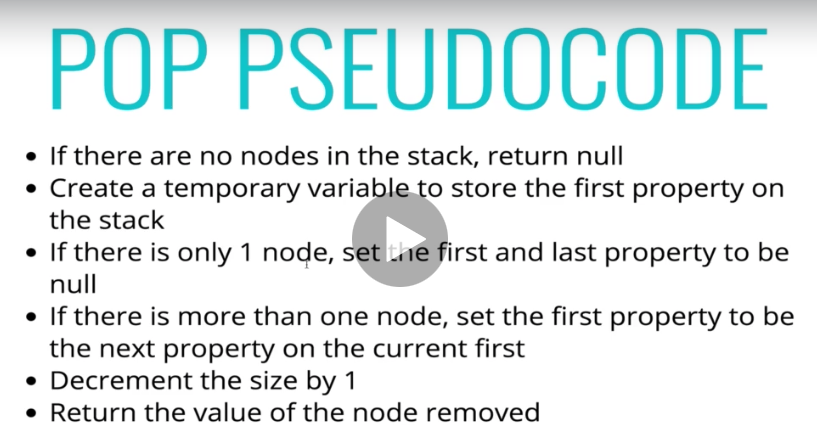 POP PSEUDOCODE
• If there are no nodes in the stack, return null
• Create a temporary variable to store the first property on
the stack
• If there is only 1 node, set the first and last property to be
null
• If there is more than one node, set the first property to be
the next property on the current first
• Decrement the size by 1
• Return the value of the node removed